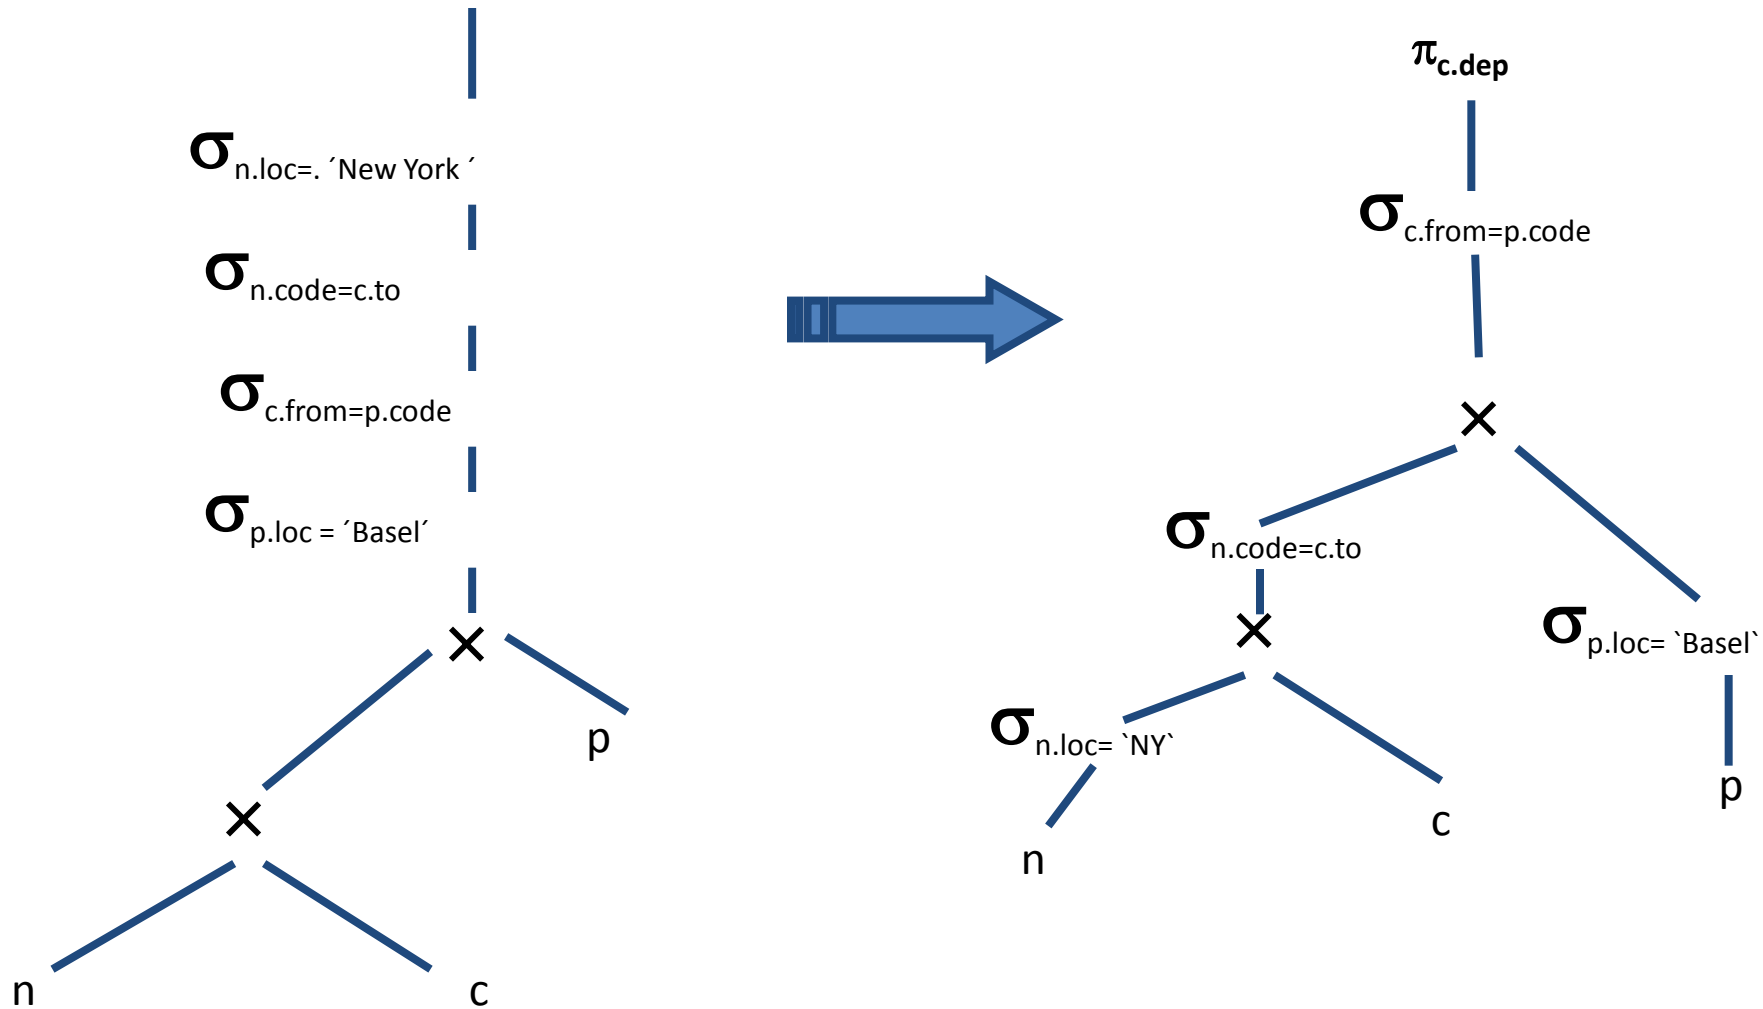 σn.loc=. ´New York ´
σn.code=c.to
σc.from=p.code
σp.loc = ´Basel´
×
p
×
n
c
πc.dep
σc.from=p.code
×
σn.code=c.to
×
σp.loc= `Basel`
σn.loc= `NY`
p
c
n